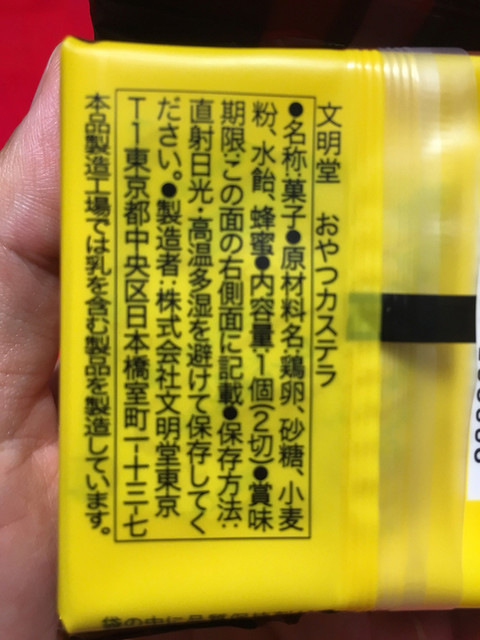 文明堂 おやつカステラ
●名称:菓子●原材料名:鶏卵、砂糖、小麦
粉、水飴、蜂蜜●内容量:1個(2切)●賞味
期限:この面の右側面に記載●保存方法:
直射日光・高温多湿を避けて保存してく
ださい。●製造者:株式会社文明堂東京
T1東京都中央区日本橋室町一-十三-七
本品製造工場では乳を含む製品を製造しています。